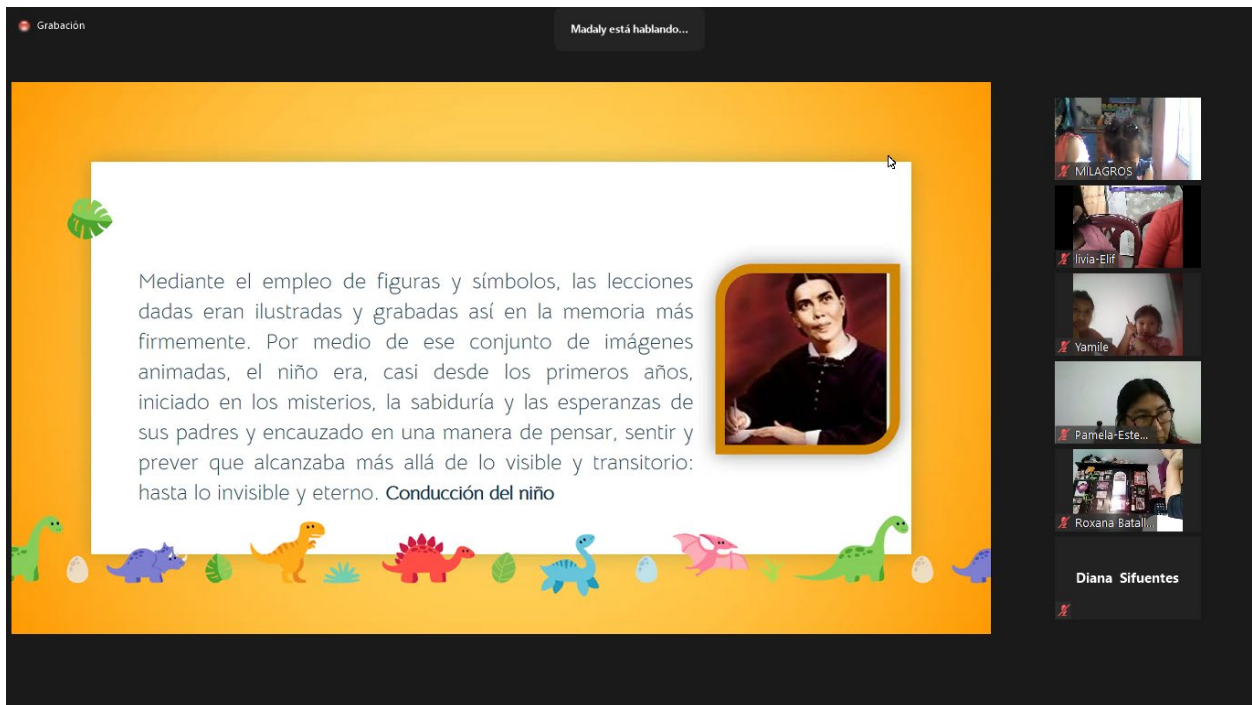 Grabación
Madaly está hablando...
Mediante el empleo de figuras y símbolos, las lecciones
dadas eran ilustradas y grabadas así en la memoria más
firmemente. Por medio de ese conjunto de imágenes
animadas, el niño era, casi desde los primeros años,
iniciado en los misterios, la sabiduría y las esperanzas de
sus padres y encauzado en una manera de pensar, sentir y
prever que alcanzaba más allá de lo visible y transitorio:
hasta lo invisible y eterno. Conducción del niño
MILAGROS
livia-Elif
Yamile
Pamela-Este...
Roxana Batall...
Diana Sifuentes